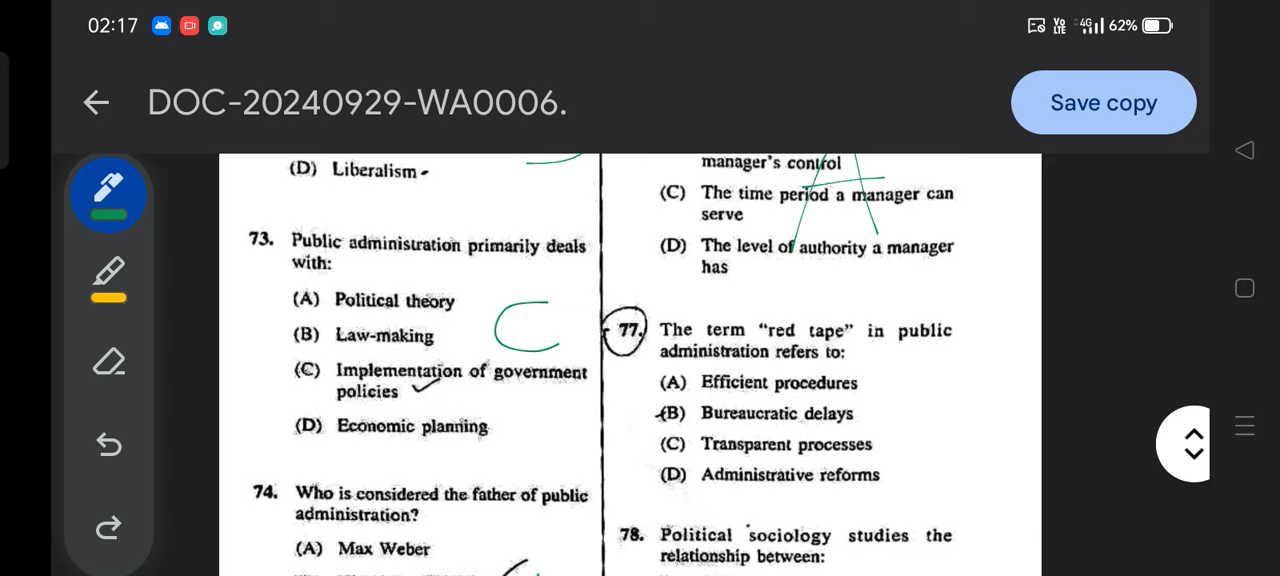 02:17
Vo
LTE
4G
62%
DOC-20240929-WA0006.
Save copy
(D) Liberalism
73. Public administration primarily deals
with:
(A) Political theory
(B) Law-making
C
(C) Implementation of government
policies
(D) Economic planning
74. Who is considered the father of public
administration?
(A) Max Weber
manager's control
A
(C) The time period a manager can
serve
(D) The level of authority a manager
has
77. The term "red tape" in public
administration refers to:
(A) Efficient procedures
(B) Bureaucratic delays
(C) Transparent processes
(D) Administrative reforms
78. Political sociology studies the
relationship between: